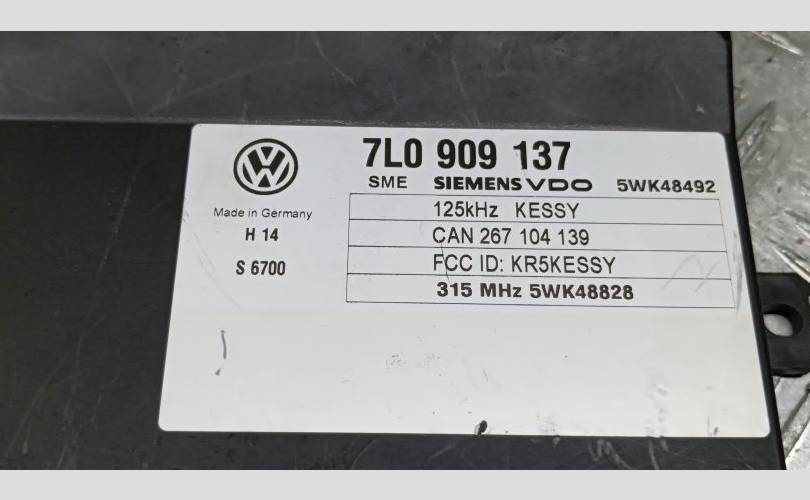 7L0 909 137
SME SIEMENS VDO 5WK48492
Made in Germany
H 14
S 6700
125kHz KESSY
CAN 267 104 139
FCC ID: KR5KESSY
315 MHz 5WK48828